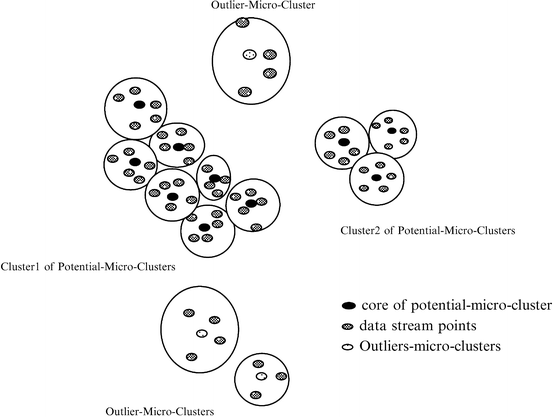 Outlier-Micro-Cluster
Cluster2 of Potential-Micro-Clusters
Cluster1 of Potential-Micro-Clusters
core of potential-micro-cluster
data stream points
Outliers-micro-clusters
Outlier-Micro-Clusters